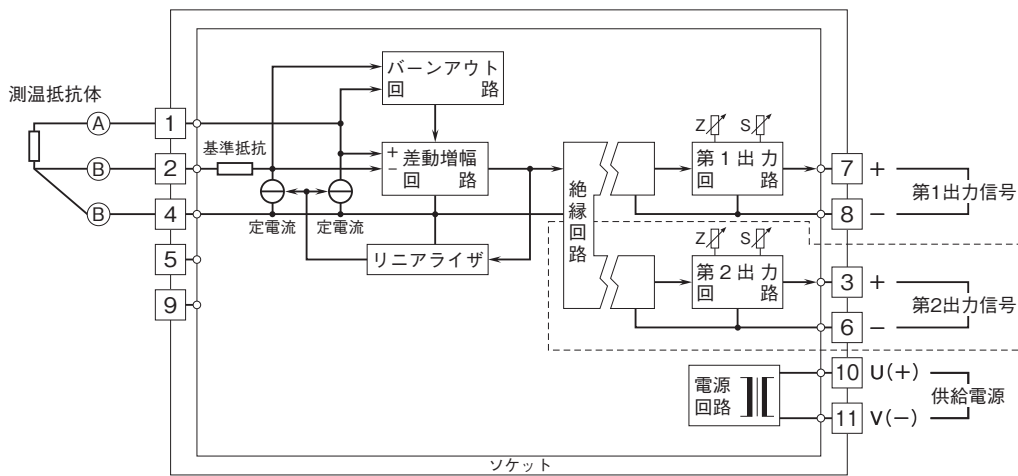 測温抵抗体
A
B
B
1
2
4
5
9
基準抵抗
バーンアウト
回　路
+
−
差動増幅
回　路
定電流
定電流
リニアライザ
絶縁回路
Z
S
第1出力
回　路
7
+
8
−
第1出力信号
Z
S
第2出力
回　路
3
+
6
−
第2出力信号
電源
回路
10
U(+)
11
V(−)
供給電源
ソケット